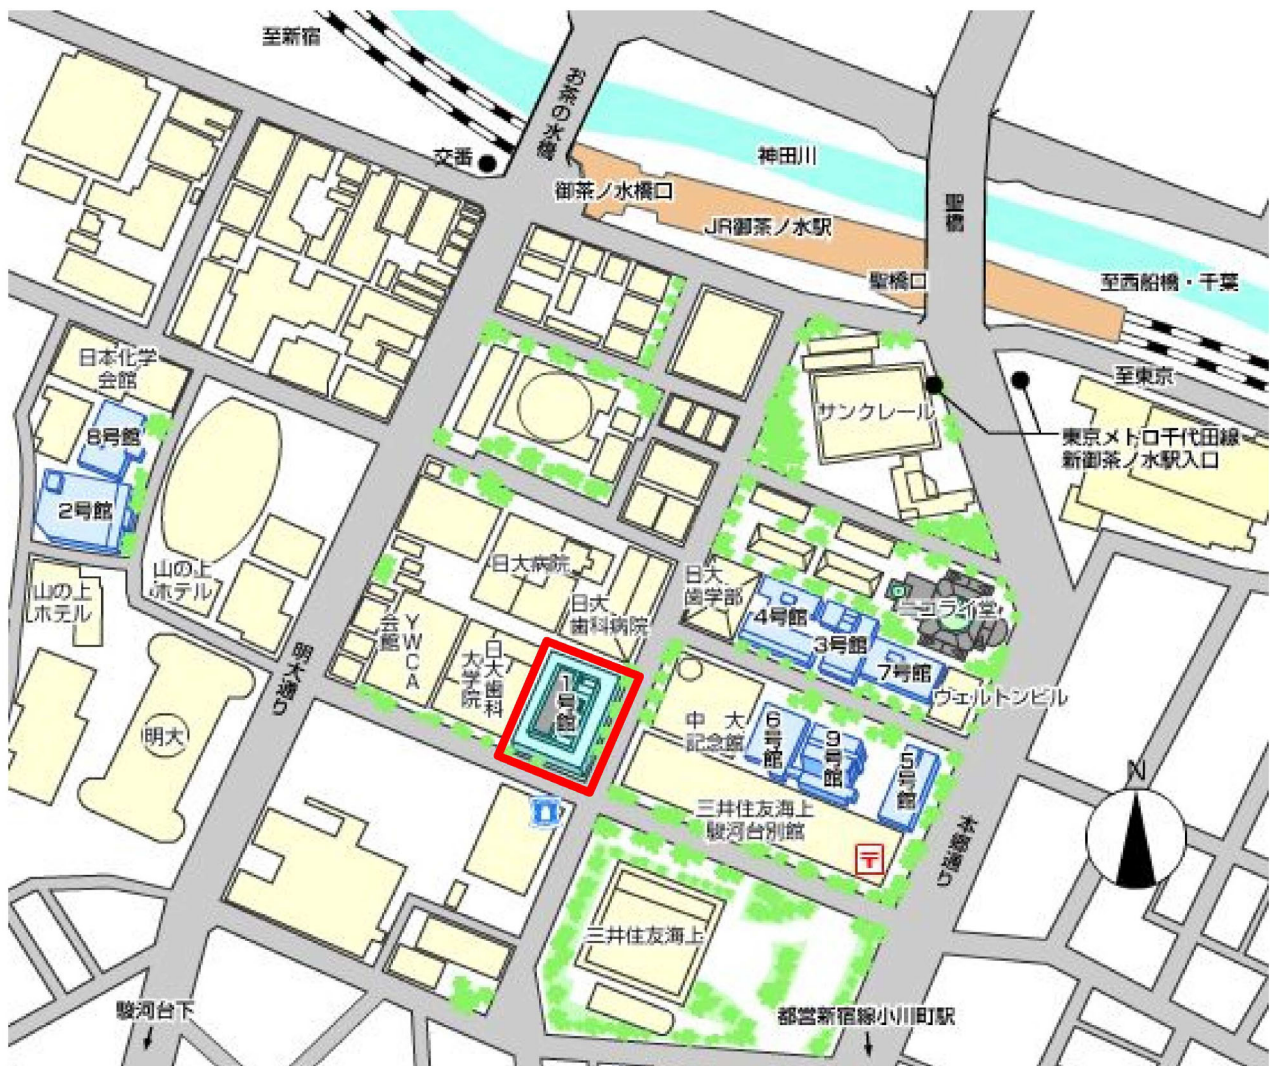 至新宿
お茶の水橋
交番
神田川
御茶ノ水橋口
JR御茶ノ水駅
聖橋
聖橋口
至西船橋・千葉
日本化学
会館
至東京
サンクレール
東京メトロ千代田線
新御茶ノ水駅入口
8号館
2号館
山の上
ホテル
山の上
ホテル
日大病院
日大
歯科病院
日大
歯学部
4号館
3号館
7号館
ニコライ堂
ヴェルトンビル
YWCA
会館
日大歯科
大学院
1号館
明大通り
明大
中大
記念館
6号館
9号館
5号館
三井住友海上
駿河台別館
〒
本郷通り
N
三井住友海上
駿河台下
都営新宿線小川町駅